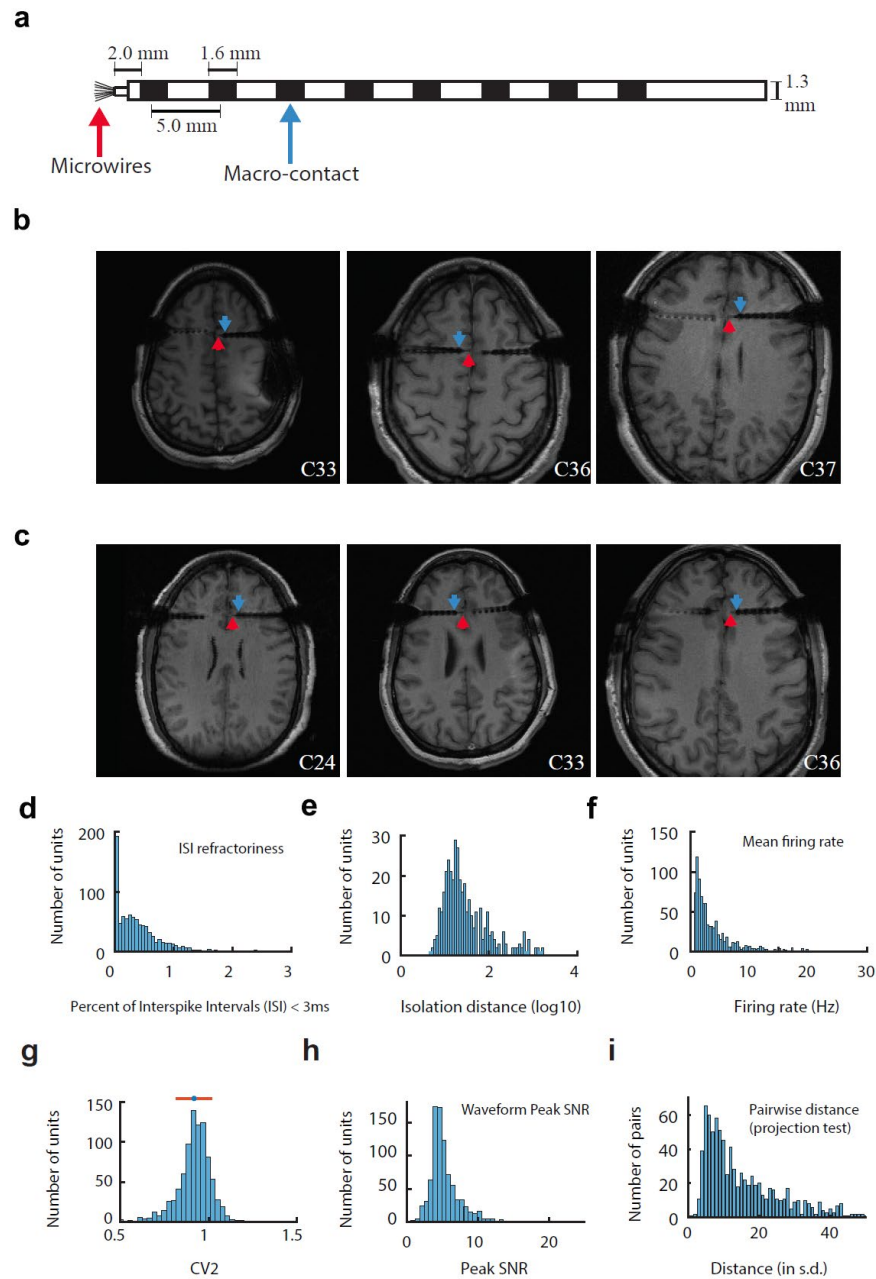 a
2.0 mm
1.6 mm
1.3
mm
5.0 mm
Microwires
Macro-contact
b
C33
C36
C37
c
C24
C33
C36
d
200
100
0
Number of units
ISI refractoriness
0
1
2
3
Percent of Interspike Intervals (ISI) < 3ms
e
30
20
10
0
Number of units
0
2
4
Isolation distance (log10)
f
150
100
50
0
Number of units
Mean firing rate
0
10
20
30
Firing rate (Hz)
g
150
100
50
0
Number of units
0.5
1
1.5
CV2
h
150
100
50
0
Number of units
Waveform Peak SNR
0
10
20
Peak SNR
i
60
40
20
0
Number of pairs
Pairwise distance
(projection test)
0
20
40
Distance (in s.d.)